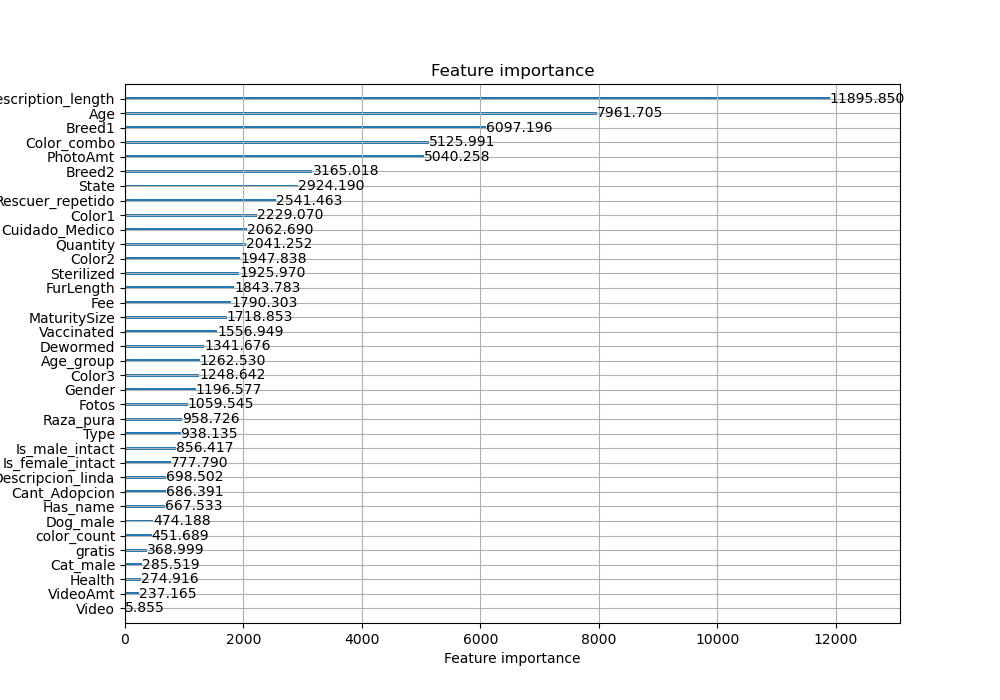 Feature importance
escription_length 11895.850
Age 7961.705
Breed1 6097.196
Color_combo 5125.991
PhotoAmt 5040.258
Breed2 3165.018
State 2924.190
Rescuer_repetido 2541.463
Color1 2229.070
Cuidado_Medico 2062.690
Quantity 2041.252
Color2 1947.838
Sterilized 1925.970
FurLength 1843.783
Fee 1790.303
MaturitySize 1718.853
Vaccinated 1556.949
Dewormed 1341.676
Age_group 1262.530
Color3 1248.642
Gender 1196.577
Fotos 1059.545
Raza_pura 958.726
Type 938.135
Is_male_intact 856.417
Is_female_intact 777.790
Descripcion_linda 698.502
Cant_Adopcion 686.391
Has_name 667.533
Dog_male 474.188
color_count 451.689
gratis 368.999
Cat_male 285.519
Health 274.916
VideoAmt 237.165
Video 5.855
0 2000 4000 6000 8000 10000 12000
Feature importance